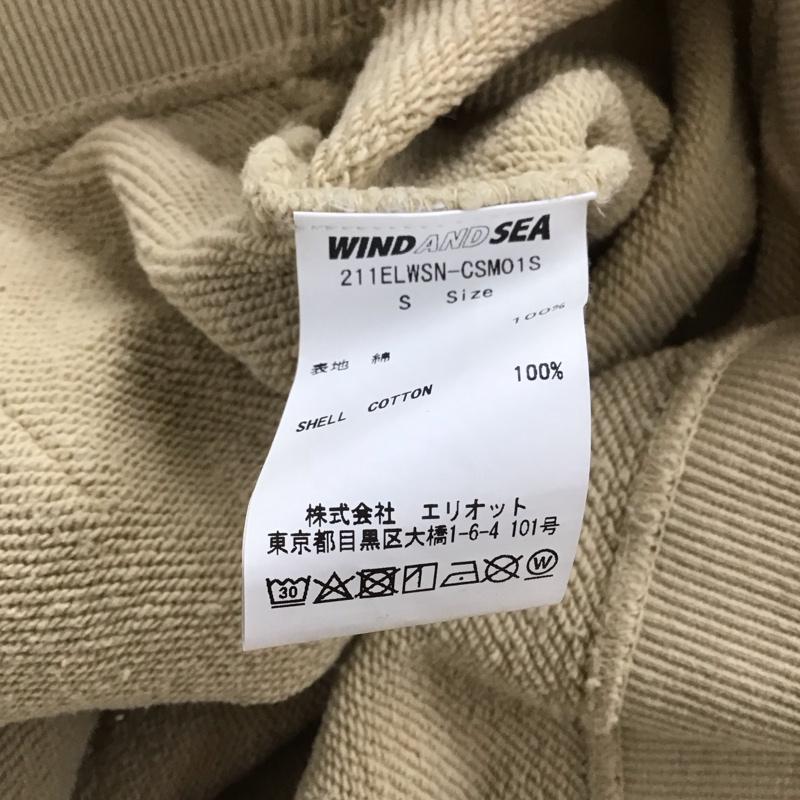 WINDANDSEA
211ELWSN-CSM01S
S Size
表地 綿 100%
SHELL COTTON 100%
株式会社 エリオット
東京都目黒区大橋1-6-4 101号
30 W